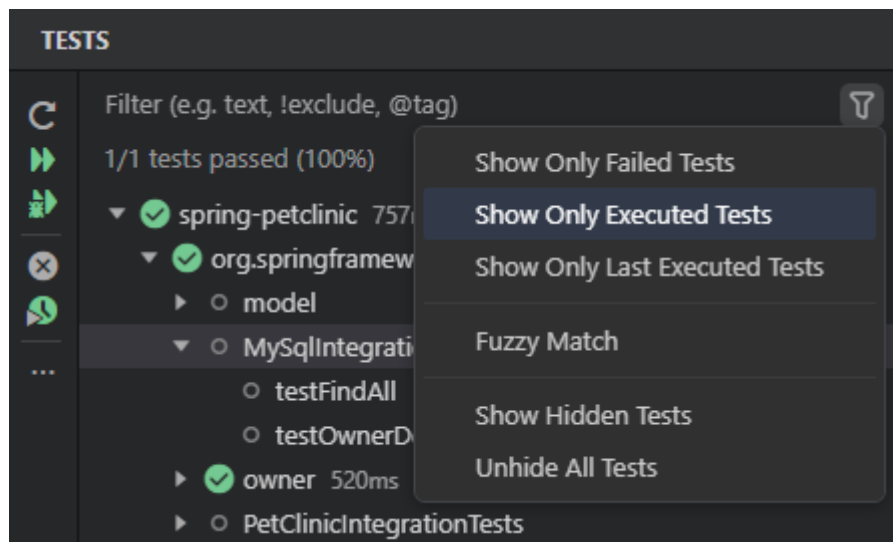 TESTS
Filter (e.g. text, !exclude, @tag)
1/1 tests passed (100%)
Show Only Failed Tests
spring-petclinic 757
Show Only Executed Tests
org.springframew
Show Only Last Executed Tests
model
MySqlIntegrati
Fuzzy Match
testFindAll
testOwnerD
Show Hidden Tests
owner 520ms
Unhide All Tests
PetClinicIntegrationTests